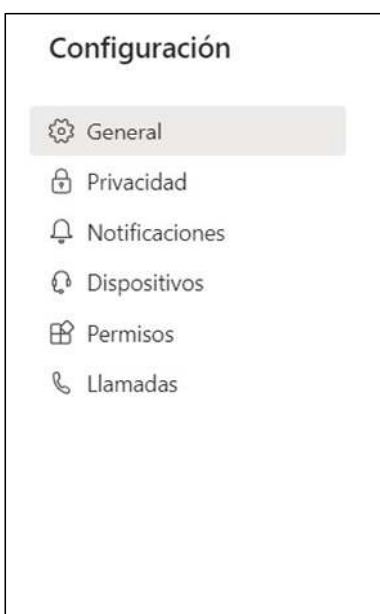 Configuración
General
Privacidad
Notificaciones
Dispositivos
Permisos
Llamadas